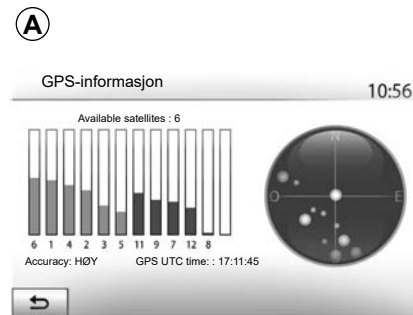 A
GPS-informasjon
10:56
Available satellites : 6
N
O
E
6 1 4 2 3 5 11 9 7 12 8
Accuracy: HØY GPS UTC time: : 17:11:45